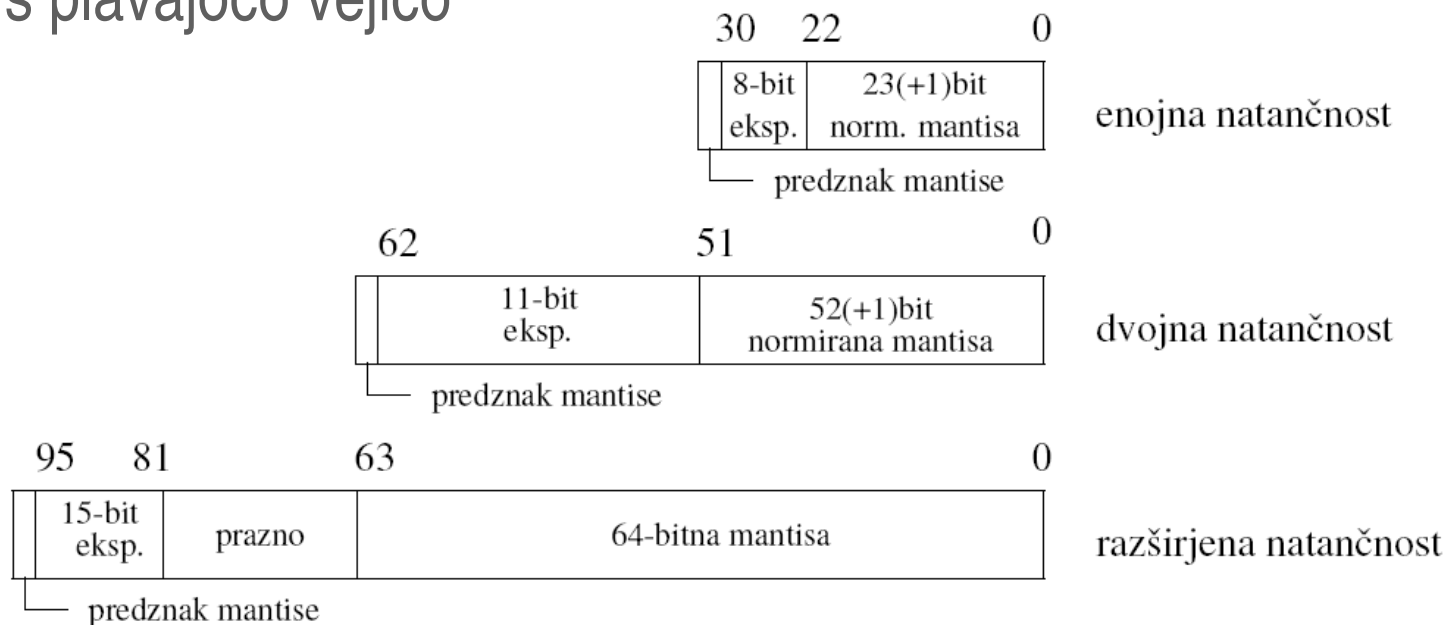 s plavajočo vejico
30 22 0
8-bit 23(+1)bit
eksp. norm. mantisa
enojna natančnost
predznak mantise
62 51 0
11-bit 52(+1)bit
eksp. normirana mantisa
dvojna natančnost
predznak mantise
95 81 63 0
15-bit
eksp. prazno 64-bitna mantisa
razširjena natančnost
predznak mantise